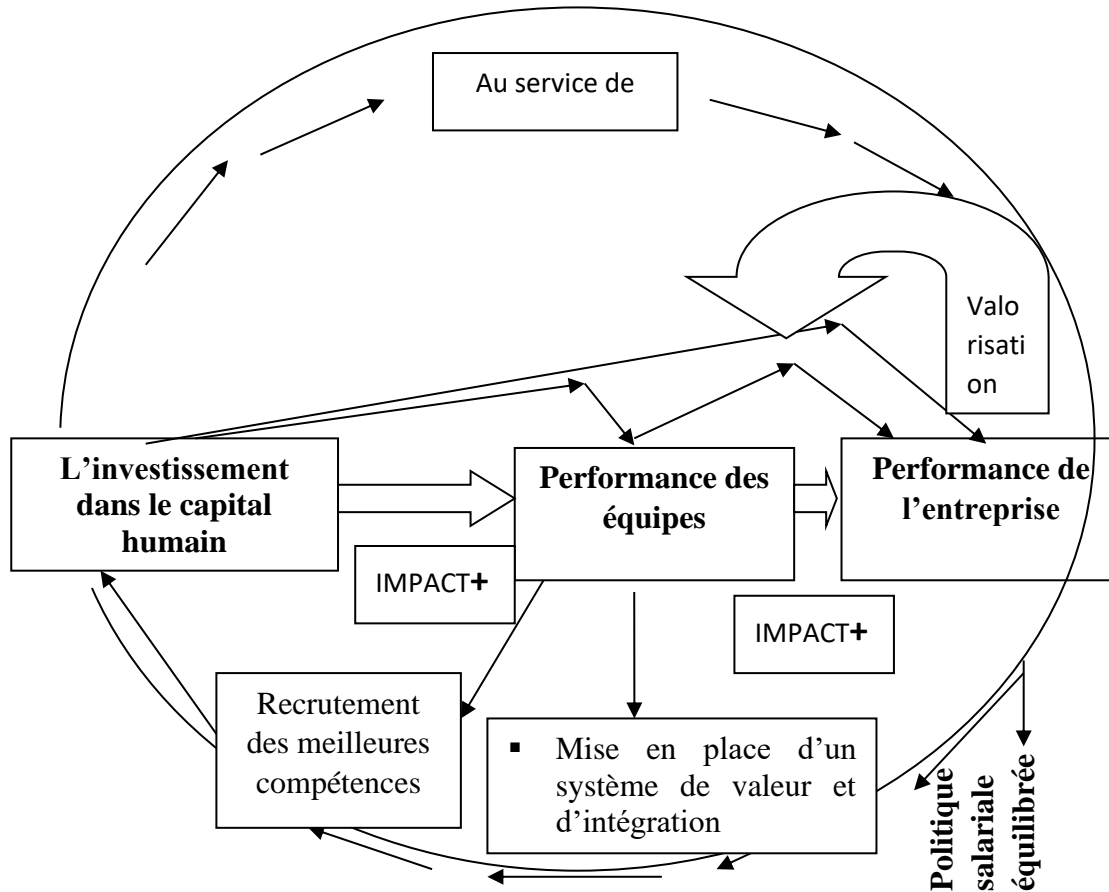 Au service de
Valo
risati
on
L’investissement
dans le capital
humain
Performance des
équipes
Performance de
l’entreprise
IMPACT+
IMPACT+
Recrutement
des meilleures
compétences
▪ Mise en place d’un
système de valeur et
d’intégration
Politique
salariale
équilibrée